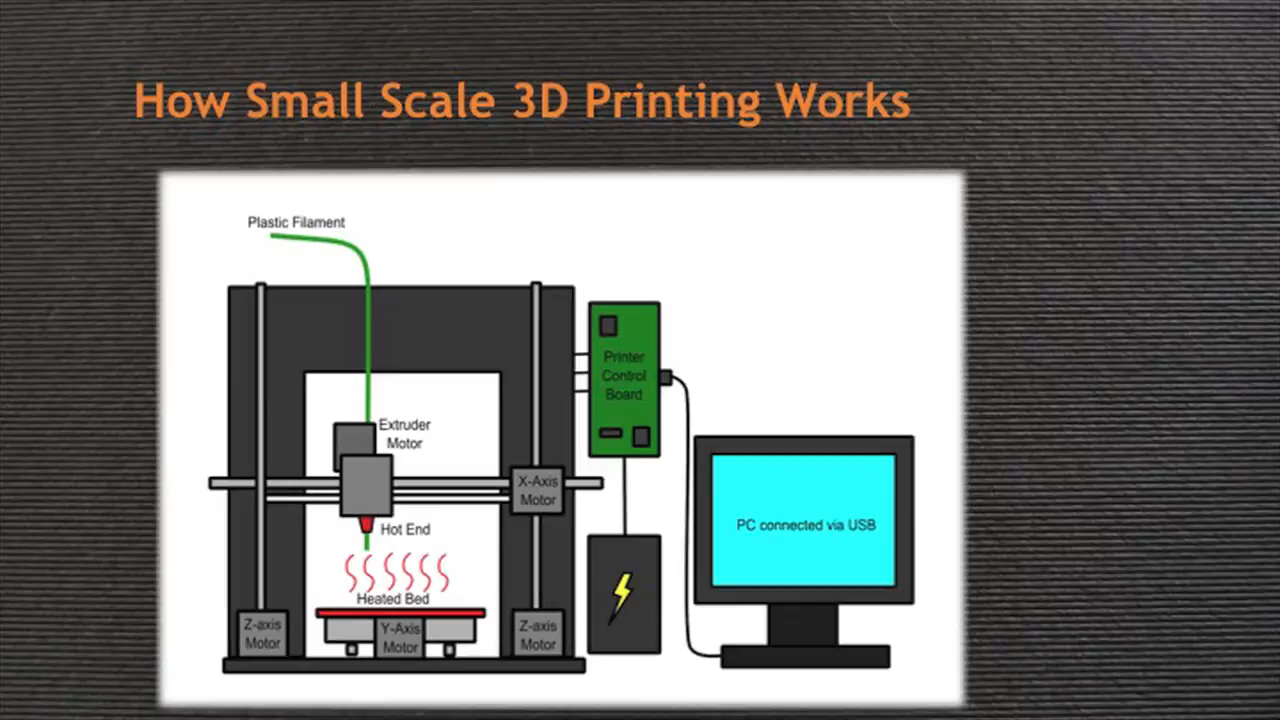 How Small Scale 3D Printing Works
Plastic Filament
Extruder
Motor
Printer
Control
Board
X-Axis
Motor
Hot End
PC connected via USB
Heated Bed
Z-axis
Motor
Y-Axis
Motor
Z-axis
Motor